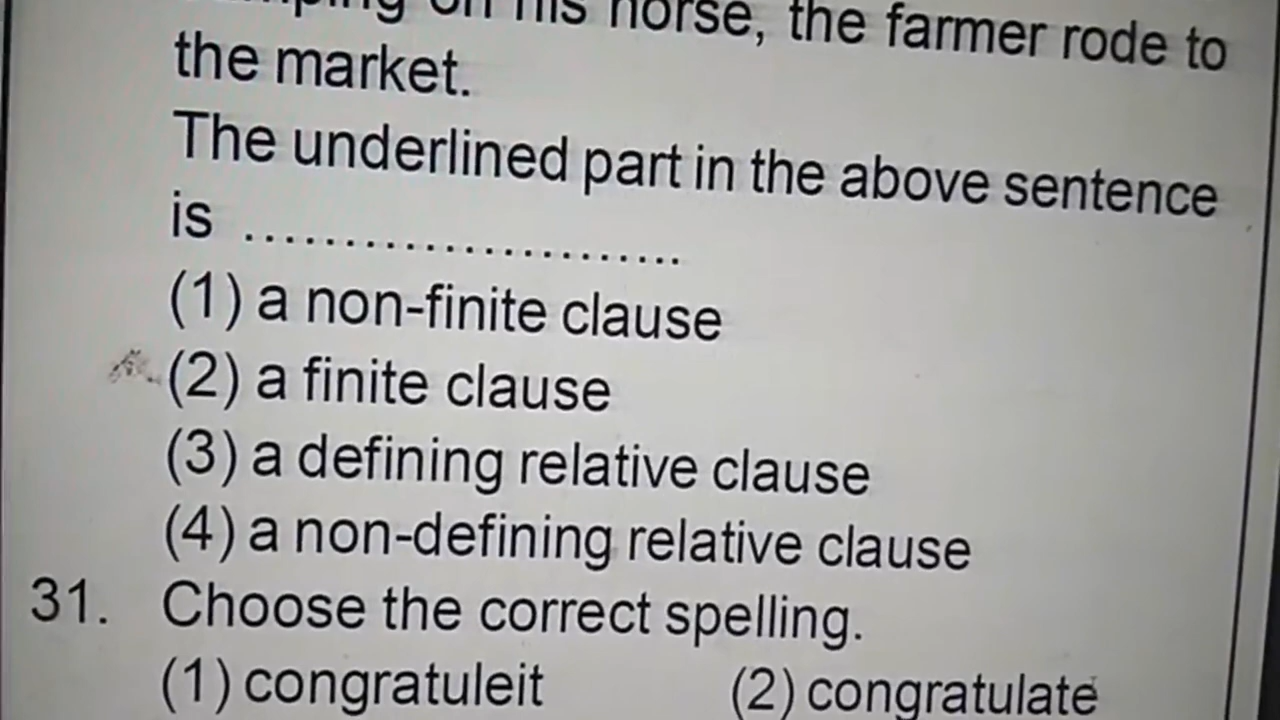 on his horse, the farmer rode to
the market.
The underlined part in the above sentence
is ......................
(1) a non-finite clause
(2) a finite clause
(3) a defining relative clause
(4) a non-defining relative clause
31. Choose the correct spelling.
(1) congratuleit (2) congratulate